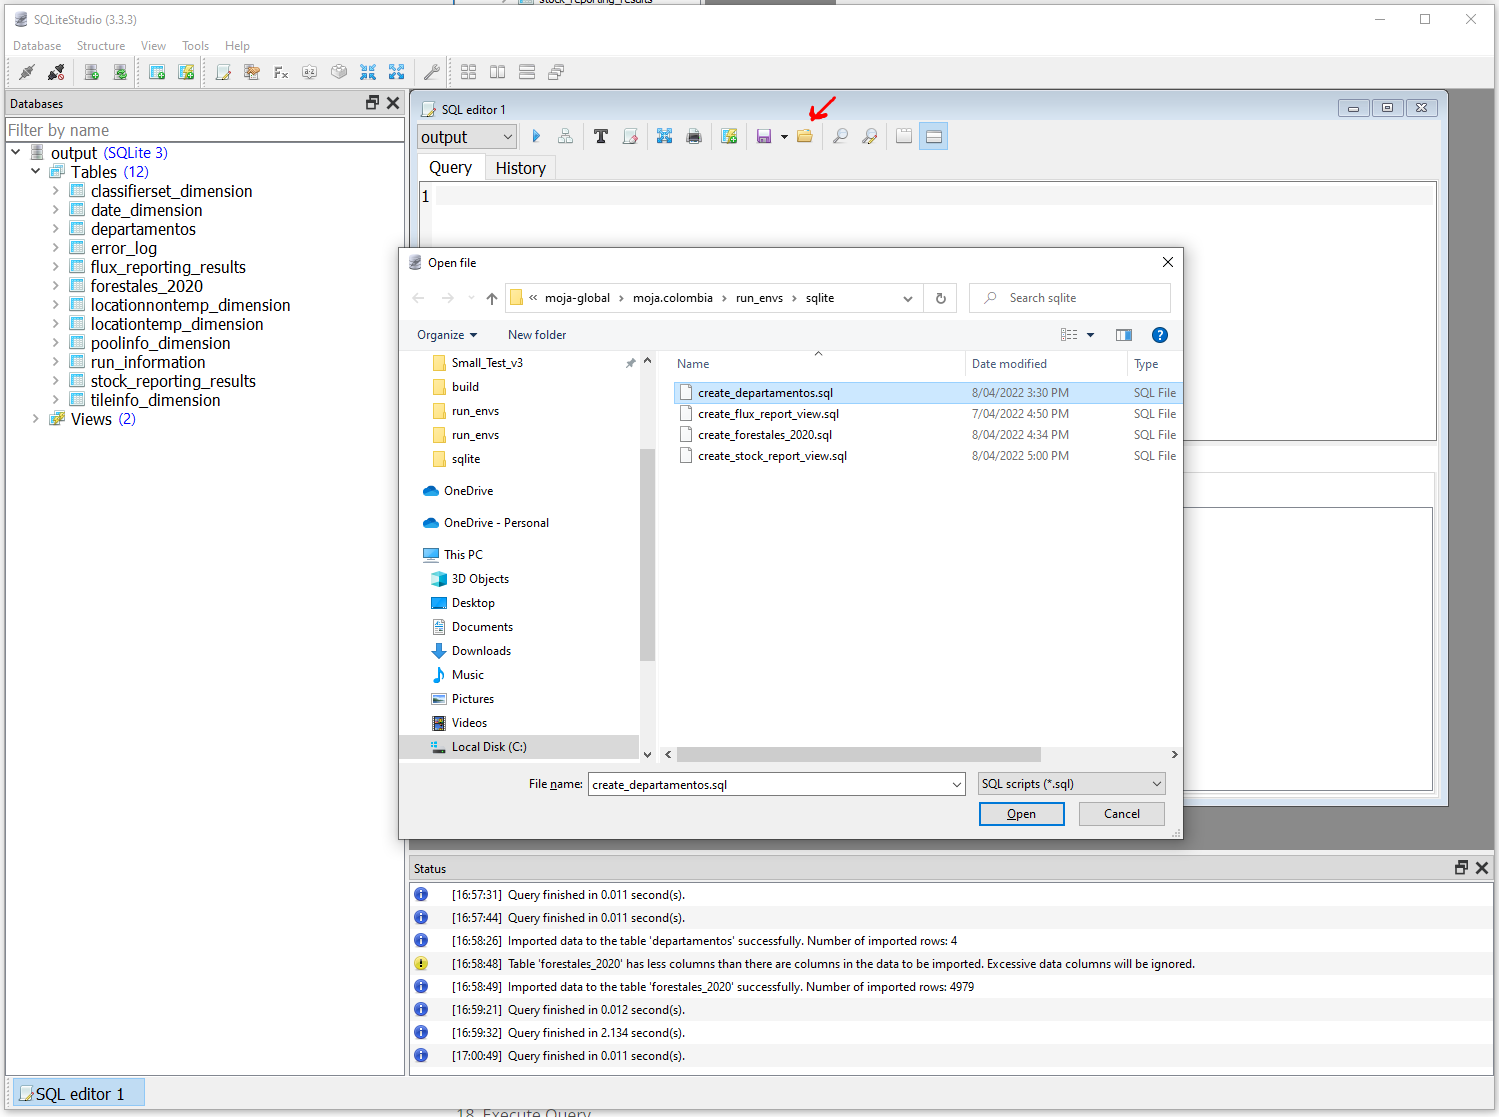 stock_reporting_results
SQLiteStudio (3.3.3)
Database Structure View Tools Help
Databases
Filter by name
output (SQLite 3)
Tables (12)
classifierset_dimension
date_dimension
departamentos
error_log
flux_reporting_results
forestales_2020
locationnontemp_dimension
locationtemp_dimension
poolinfo_dimension
run_information
stock_reporting_results
tileinfo_dimension
Views (2)
SQL editor 1
output
Query History
1
Open file
« moja-global › moja.colombia › run_envs › sqlite
Search sqlite
Organize New folder
Small_Test_v3
build
run_envs
run_envs
sqlite
OneDrive
OneDrive - Personal
This PC
3D Objects
Desktop
Documents
Downloads
Music
Pictures
Videos
Local Disk (C:)
Name Date modified Type
create_departamentos.sql 8/04/2022 3:30 PM SQL File
create_flux_report_view.sql 7/04/2022 4:50 PM SQL File
create_forestales_2020.sql 8/04/2022 4:34 PM SQL File
create_stock_report_view.sql 8/04/2022 5:00 PM SQL File
File name: create_departamentos.sql SQL scripts (*.sql)
Open Cancel
Status
[16:57:31] Query finished in 0.011 second(s).
[16:57:44] Query finished in 0.011 second(s).
[16:58:26] Imported data to the table 'departamentos' successfully. Number of imported rows: 4
[16:58:48] Table 'forestales_2020' has less columns than there are columns in the data to be imported. Excessive data columns will be ignored.
[16:58:49] Imported data to the table 'forestales_2020' successfully. Number of imported rows: 4979
[16:59:21] Query finished in 0.012 second(s).
[16:59:32] Query finished in 2.134 second(s).
[17:00:49] Query finished in 0.011 second(s).
SQL editor 1
18. Execute Query